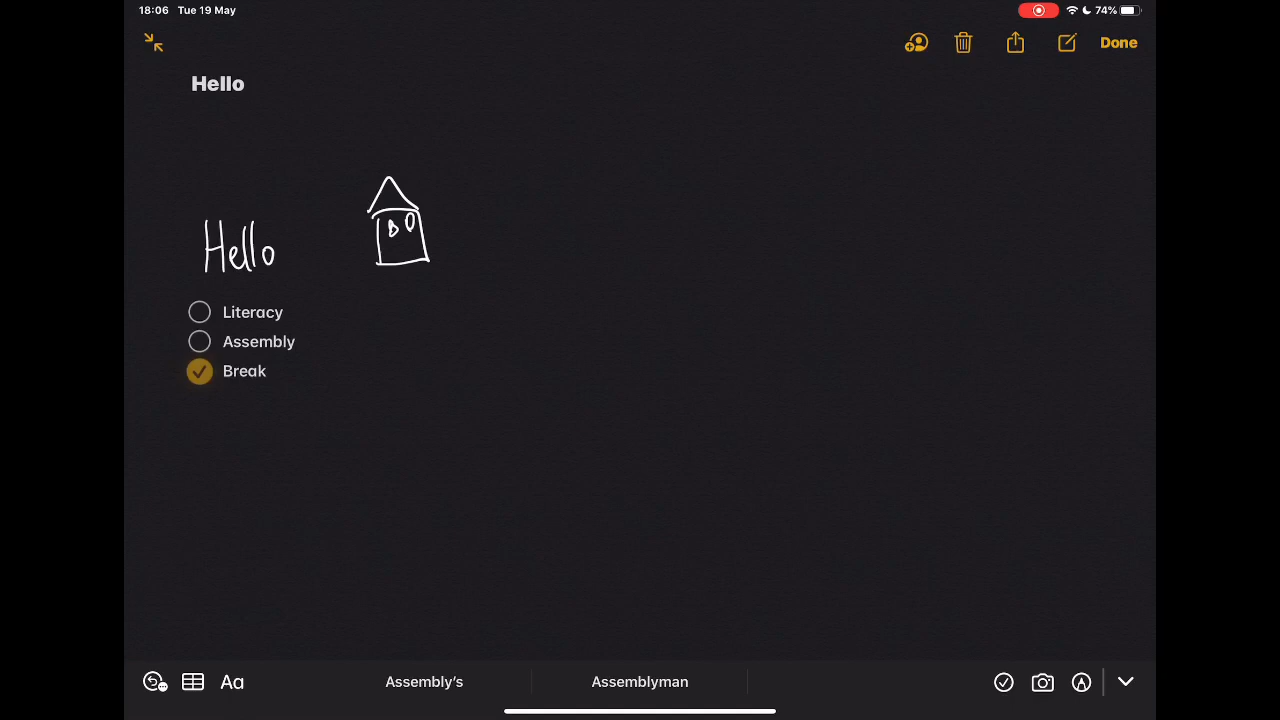 18:06 Tue 19 May 74%
Done
Hello
Hello
Literacy
Assembly
Break
Aa Assembly's Assemblyman